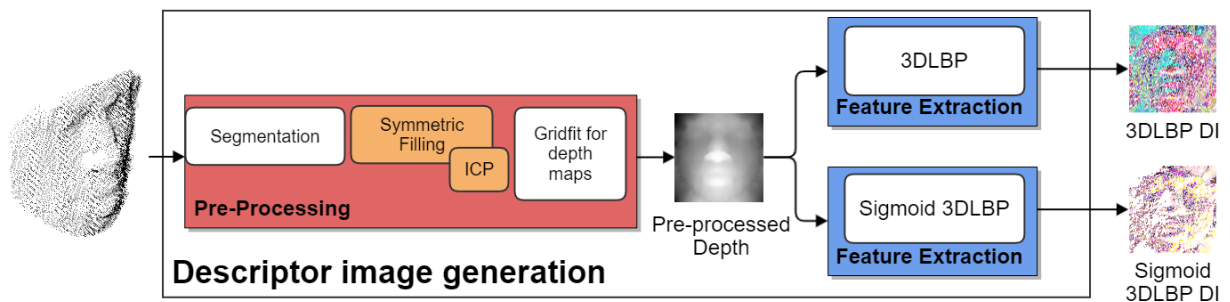 Segmentation
Symmetric
Filling
ICP
Gridfit for
depth
maps
Pre-Processing
Pre-processed
Depth
3DLBP
Feature Extraction
Sigmoid 3DLBP
Feature Extraction
3DLBP DI
Sigmoid
3DLBP DI
Descriptor image generation